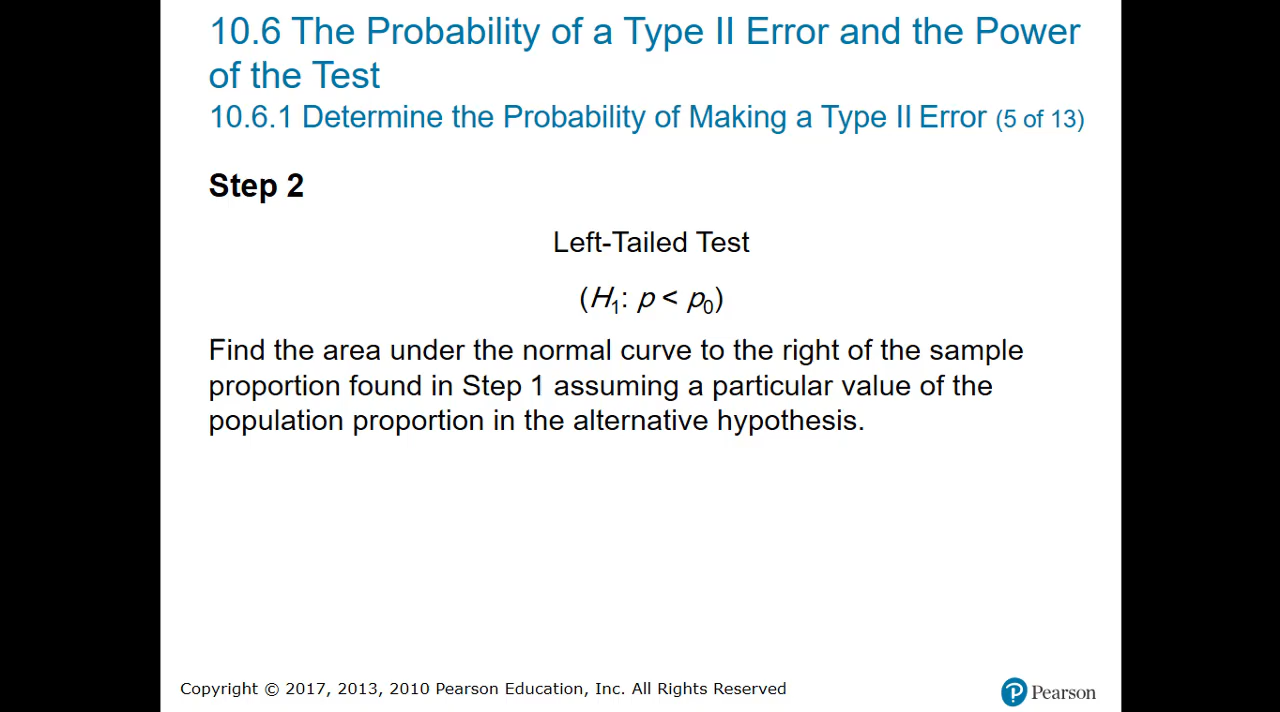 10.6 The Probability of a Type II Error and the Power
of the Test
10.6.1 Determine the Probability of Making a Type II Error (5 of 13)
Step 2
Left-Tailed Test
(H₁: p < p₀)
Find the area under the normal curve to the right of the sample
proportion found in Step 1 assuming a particular value of the
population proportion in the alternative hypothesis.
Copyright © 2017, 2013, 2010 Pearson Education, Inc. All Rights Reserved
P Pearson